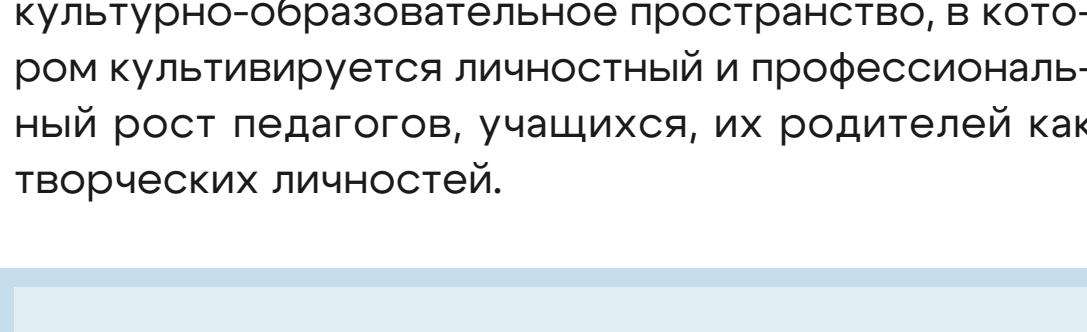 культурно-образовательное пространство, в кото-
ром культивируется личностный и профессиональ-
ный рост педагогов, учащихся, их родителей как
творческих личностей.